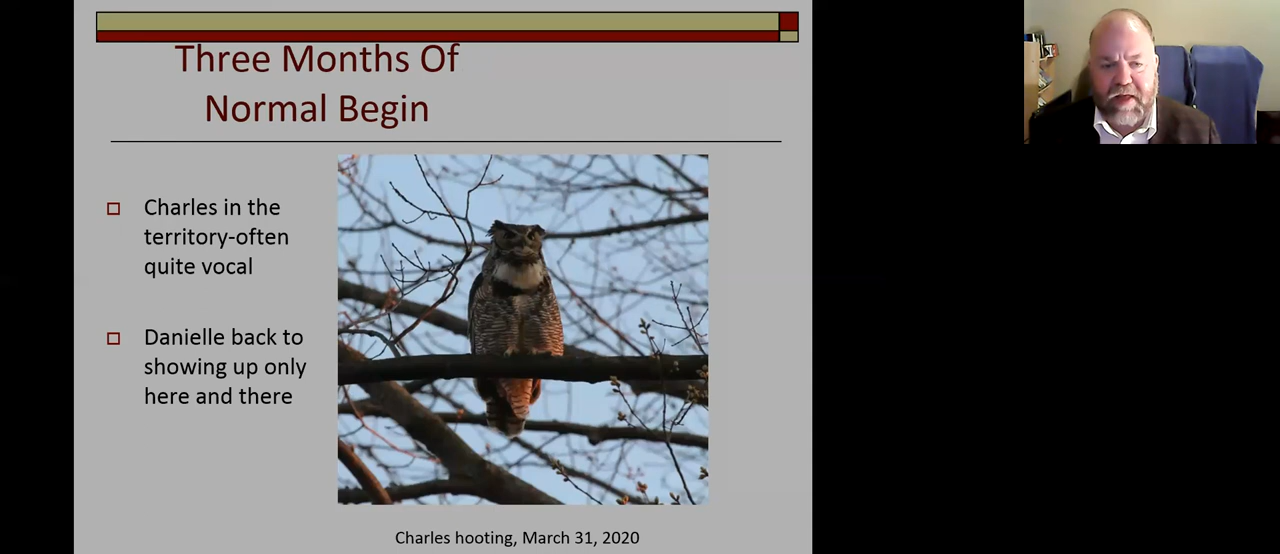 Three Months Of
Normal Begin
Charles in the
territory-often
quite vocal
Danielle back to
showing up only
here and there
Charles hooting, March 31, 2020